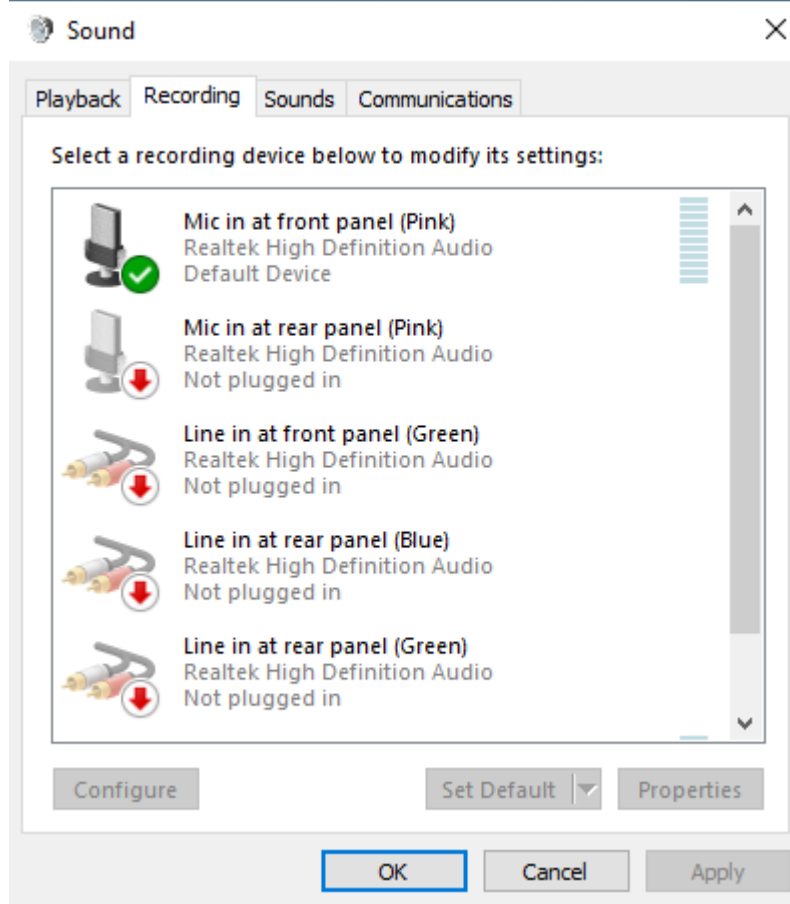 Sound
Playback Recording Sounds Communications
Select a recording device below to modify its settings:
Mic in at front panel (Pink)
Realtek High Definition Audio
Default Device
Mic in at rear panel (Pink)
Realtek High Definition Audio
Not plugged in
Line in at front panel (Green)
Realtek High Definition Audio
Not plugged in
Line in at rear panel (Blue)
Realtek High Definition Audio
Not plugged in
Line in at rear panel (Green)
Realtek High Definition Audio
Not plugged in
Configure Set Default Properties
OK Cancel Apply